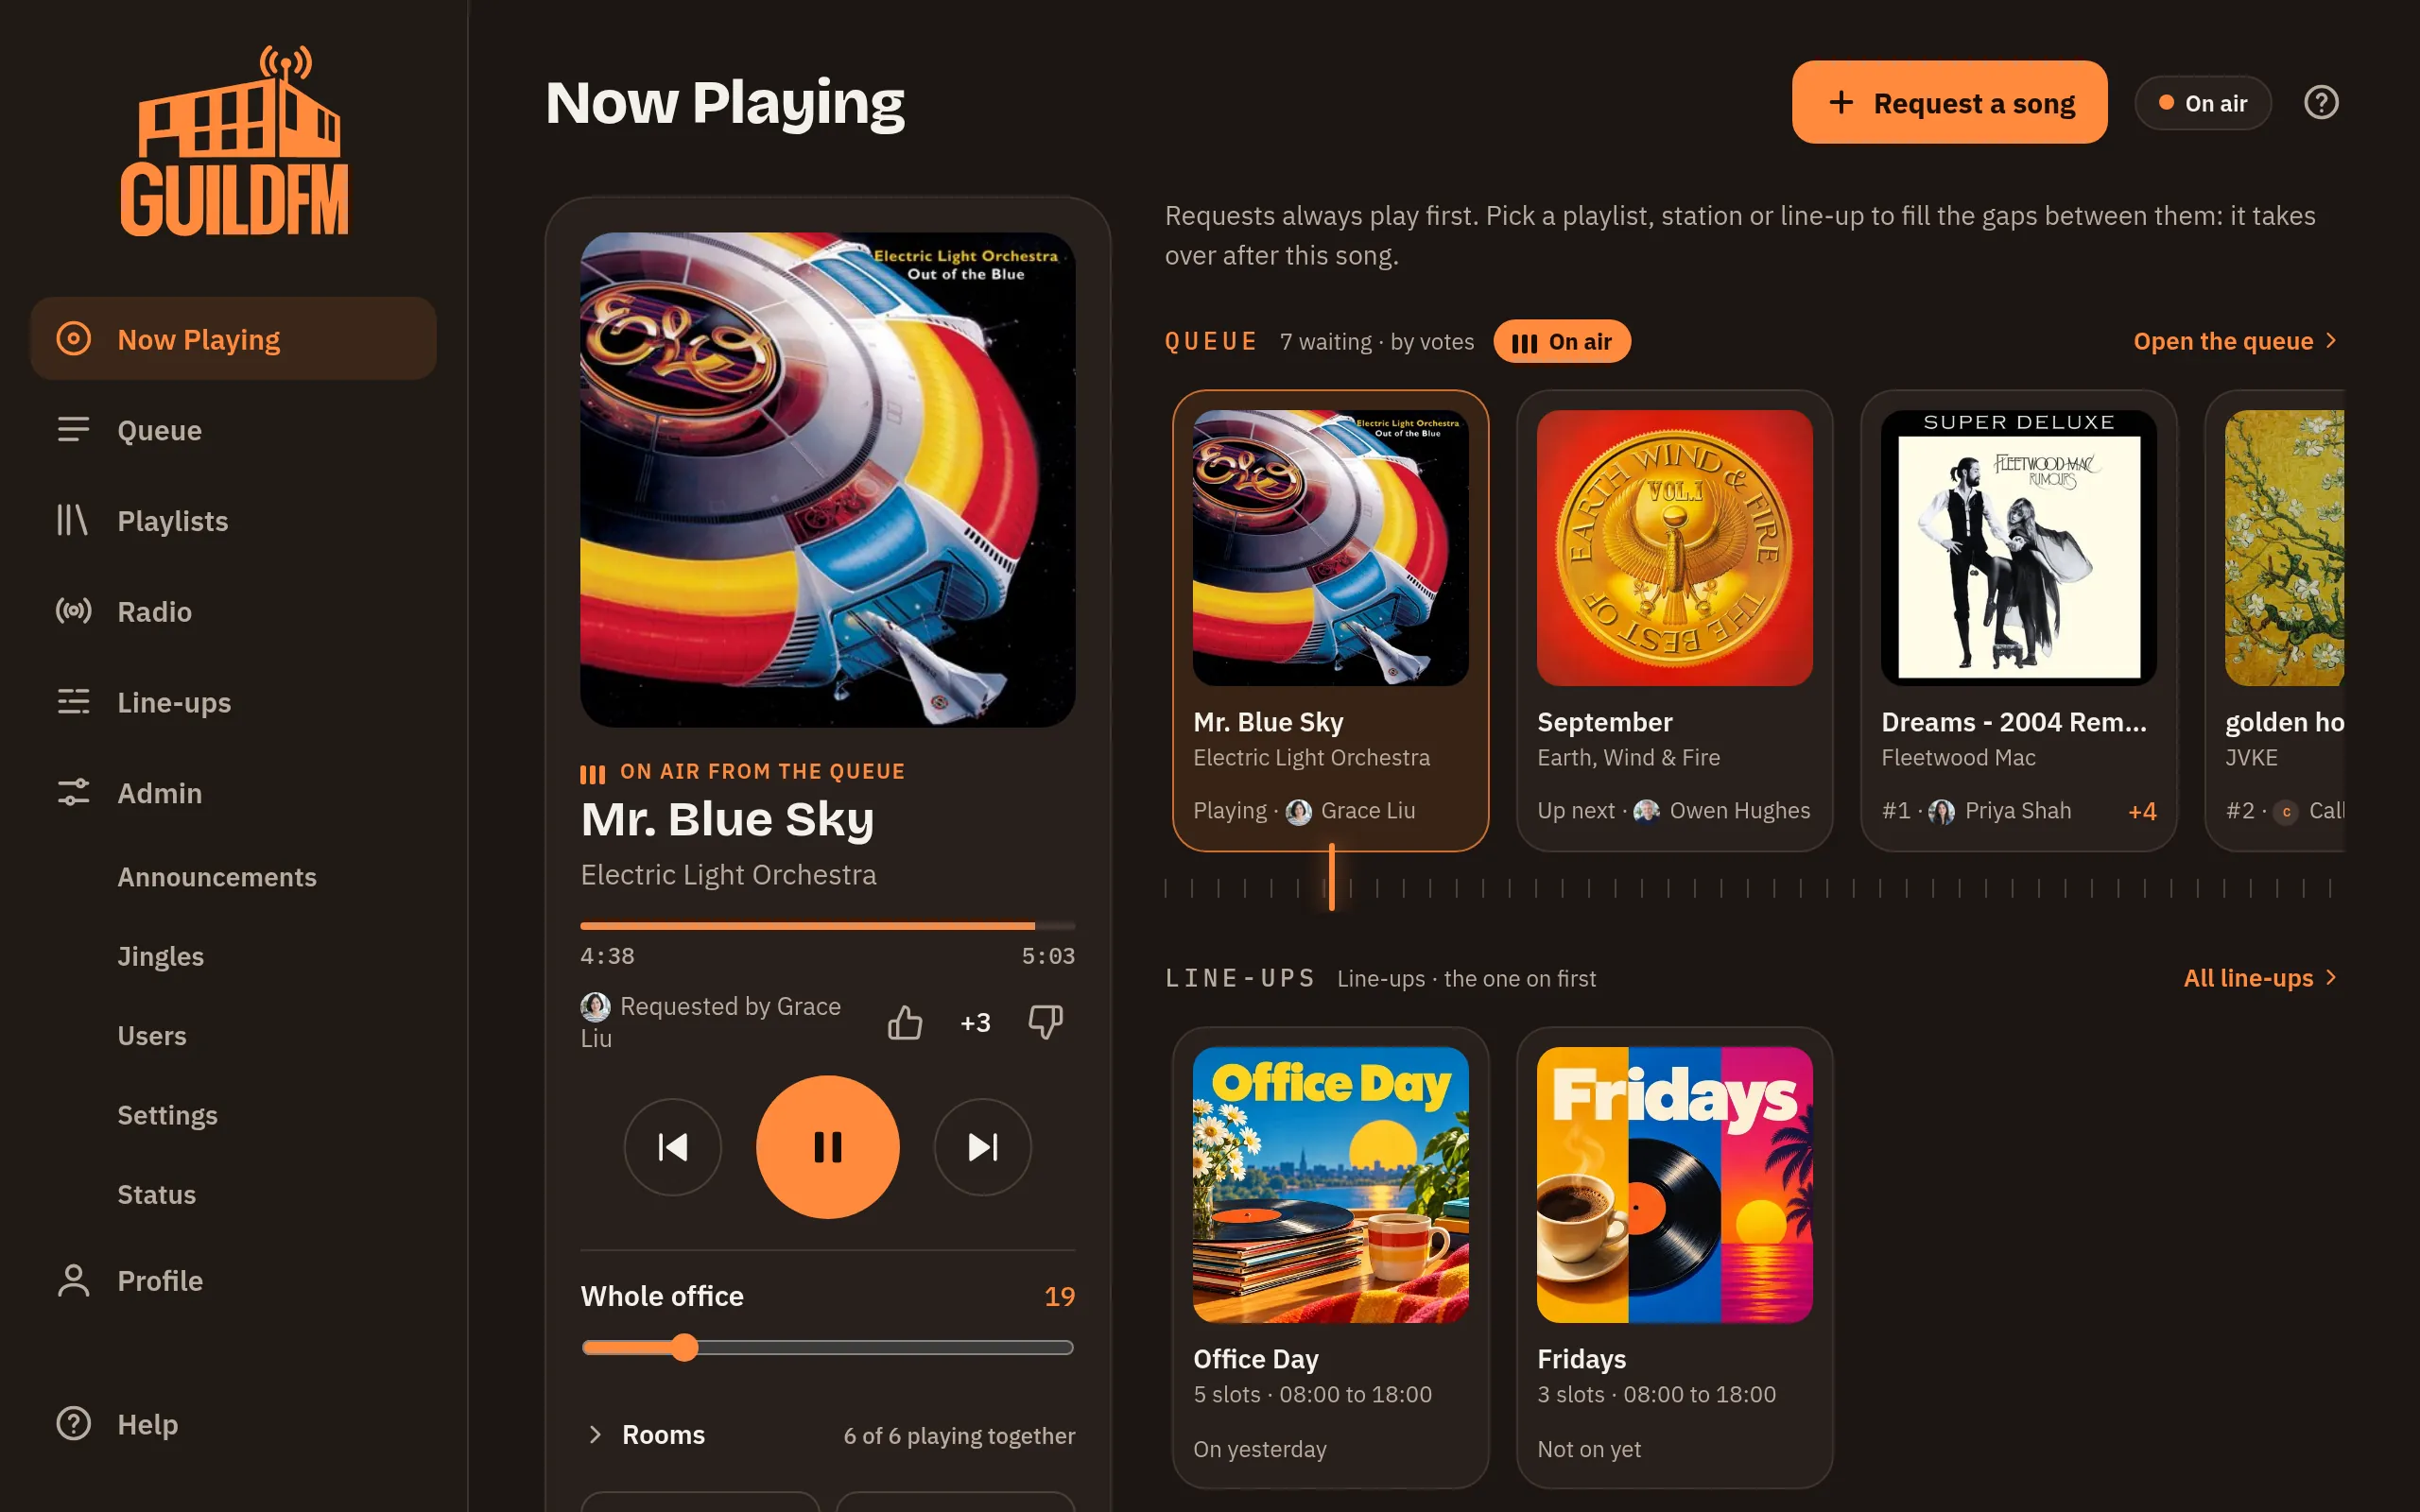 GUILDFM
Now Playing
Queue
Playlists
Radio
Line-ups
Admin
Announcements
Jingles
Users
Settings
Status
Profile
Help
Now Playing
Request a song
On air
Electric Light Orchestra
Out of the Blue
ELO
ON AIR FROM THE QUEUE
Mr. Blue Sky
Electric Light Orchestra
4:38
5:03
Requested by Grace
Liu
+3
Whole office
19
Rooms
6 of 6 playing together
Requests always play first. Pick a playlist, station or line-up to fill the gaps between them: it takes
over after this song.
QUEUE
7 waiting · by votes
On air
Open the queue
Electric Light Orchestra
Out of the Blue
ELO
Mr. Blue Sky
Electric Light Orchestra
Playing · Grace Liu
EARTH WIND & FIRE
VOL.1
THE BEST OF
September
Earth, Wind & Fire
Up next · Owen Hughes
SUPER DELUXE
FLEETWOOD MAC
RUMOURS
Dreams - 2004 Rem...
Fleetwood Mac
#1 · Priya Shah
+4
golden ho
JVKE
#2 · C Call
LINE-UPS
Line-ups · the one on first
All line-ups
Office Day
Office Day
5 slots · 08:00 to 18:00
On yesterday
Fridays
Fridays
3 slots · 08:00 to 18:00
Not on yet